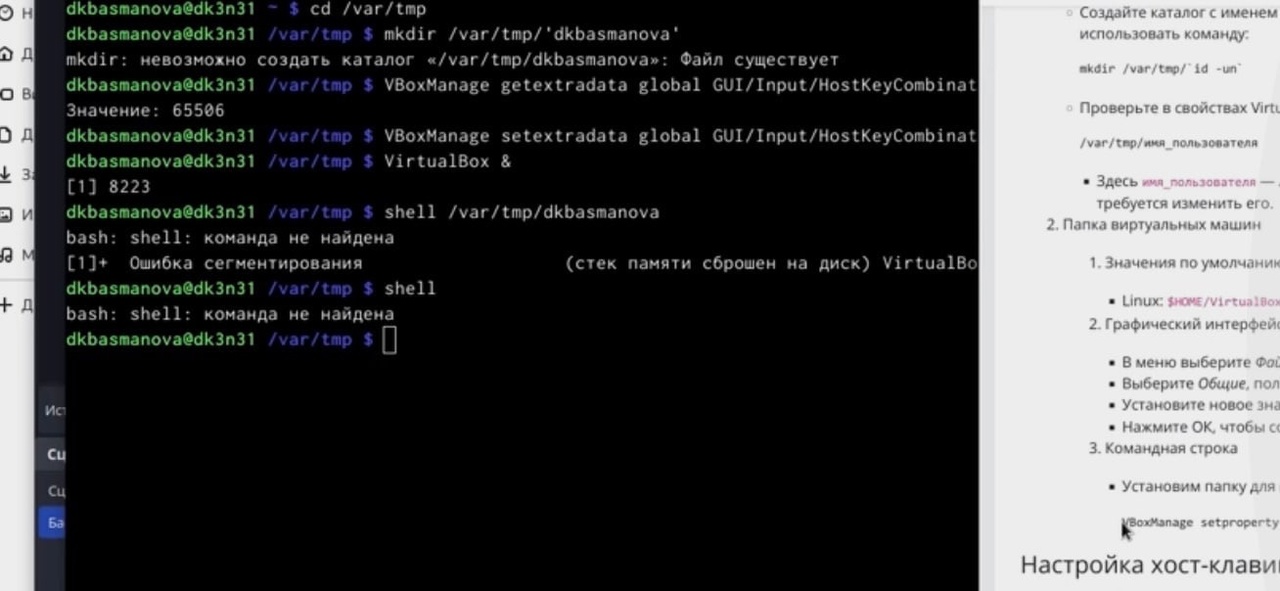 dkbasmanova@dk3n31 ~ $ cd /var/tmp
dkbasmanova@dk3n31 /var/tmp $ mkdir /var/tmp/'dkbasmanova'
mkdir: невозможно создать каталог «/var/tmp/dkbasmanova»: Файл существует
dkbasmanova@dk3n31 /var/tmp $ VBoxManage getextradata global GUI/Input/HostKeyCombinat
Значение: 65506
dkbasmanova@dk3n31 /var/tmp $ VBoxManage setextradata global GUI/Input/HostKeyCombinat
dkbasmanova@dk3n31 /var/tmp $ VirtualBox &
[1] 8223
dkbasmanova@dk3n31 /var/tmp $ shell /var/tmp/dkbasmanova
bash: shell: команда не найдена
[1]+ Ошибка сегментирования (стек памяти сброшен на диск) VirtualBo
dkbasmanova@dk3n31 /var/tmp $ shell
bash: shell: команда не найдена
dkbasmanova@dk3n31 /var/tmp $
Н
Д
Ви
Д
За
И
М
Д
Ист
Сц
Сц
Ба
Создайте каталог с именем
использовать команду:
mkdir /var/tmp/`id -un`
Проверьте в свойствах Virtu
/var/tmp/имя_пользователя
Здесь имя_пользователя —
требуется изменить его.
2. Папка виртуальных машин
1. Значения по умолчанию
Linux: $HOME/VirtualBox
2. Графический интерфейс
В меню выберите Фай
Выберите Общие, пол
Установите новое зна
Нажмите ОК, чтобы со
3. Командная строка
Установим папку для
VBoxManage setproperty
Настройка хост-клави